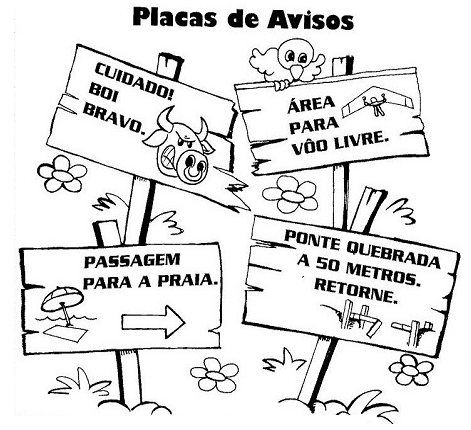 Placas de Avisos
CUIDADO!
BOI
BRAVO.
ÁREA
PARA
VÔO LIVRE.
PASSAGEM
PARA A PRAIA.
PONTE QUEBRADA
A 50 METROS.
RETORNE.